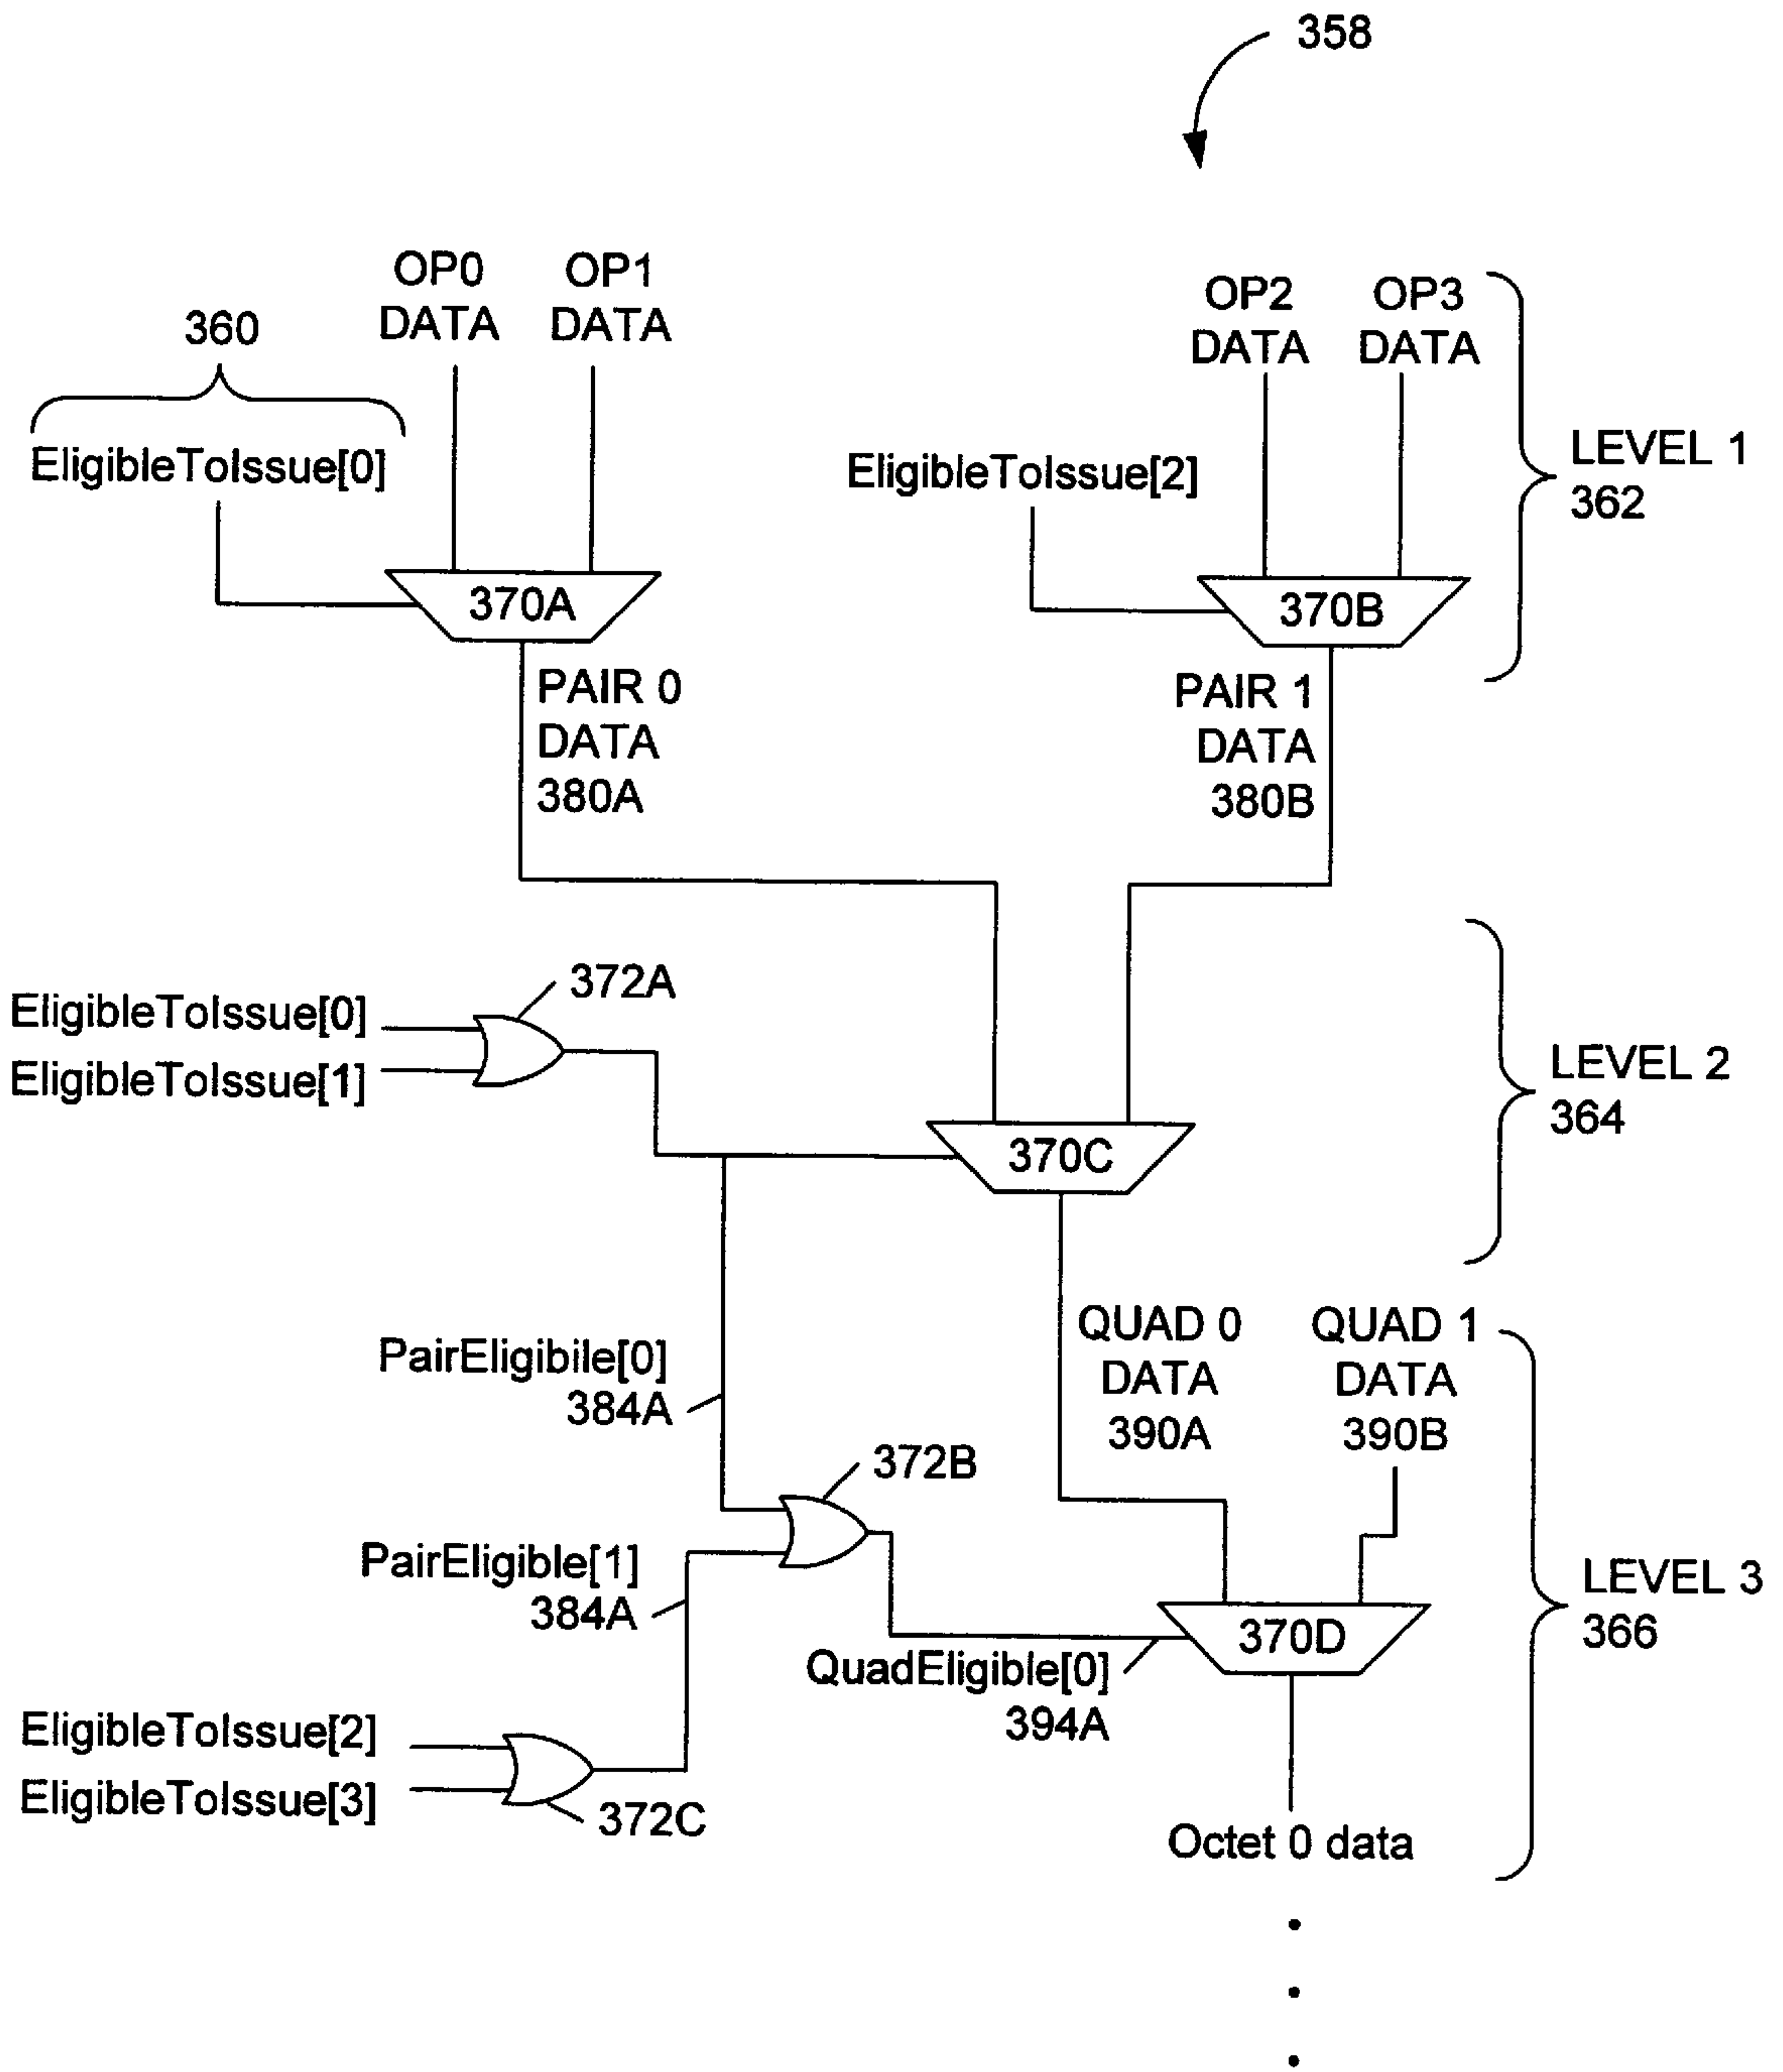 358
OP0
DATA
OP1
DATA
OP2
DATA
OP3
DATA
360
EligibleToIssue[0]
EligibleToIssue[2]
LEVEL 1
362
370A
370B
PAIR 0
DATA
380A
PAIR 1
DATA
380B
372A
EligibleToIssue[0]
EligibleToIssue[1]
LEVEL 2
364
370C
QUAD 0
DATA
390A
QUAD 1
DATA
390B
PairEligibile[0]
384A
372B
PairEligible[1]
384A
LEVEL 3
366
370D
QuadEligible[0]
394A
EligibleToIssue[2]
EligibleToIssue[3]
372C
Octet 0 data